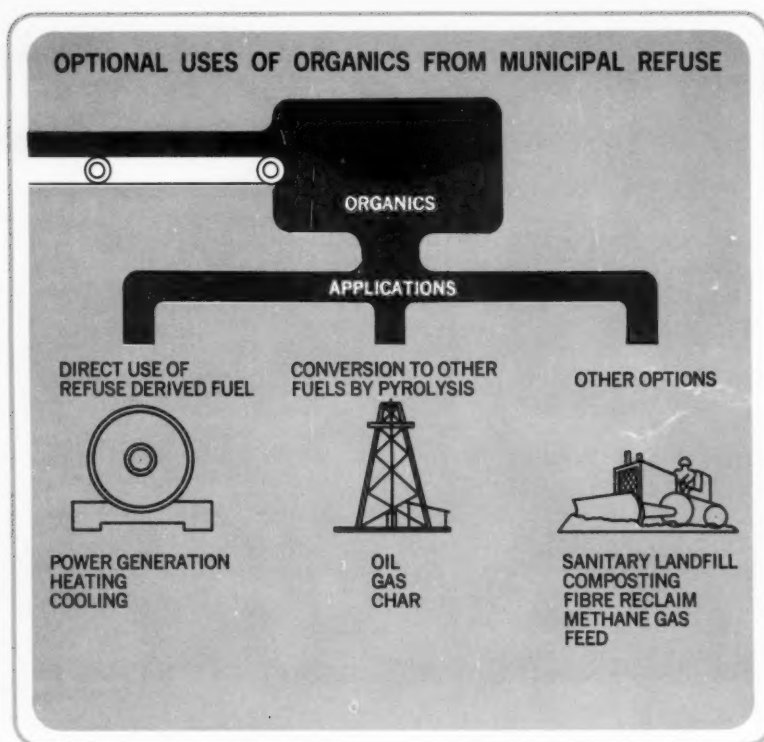 OPTIONAL USES OF ORGANICS FROM MUNICIPAL REFUSE
ORGANICS
APPLICATIONS
DIRECT USE OF
REFUSE DERIVED FUEL
POWER GENERATION
HEATING
COOLING
CONVERSION TO OTHER
FUELS BY PYROLYSIS
OIL
GAS
CHAR
OTHER OPTIONS
SANITARY LANDFILL
COMPOSTING
FIBRE RECLAIM
METHANE GAS
FEED